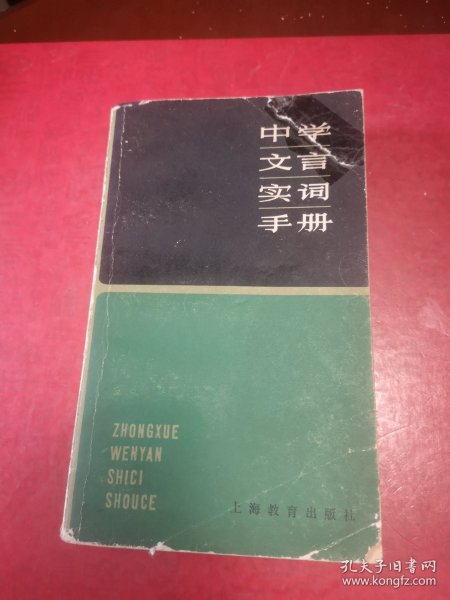 中学
文言
实词
手册
ZHONGXUE
WENYAN
SHICI
SHOUCE
上海教育出版社
孔夫子旧书网
www.kongfz.com